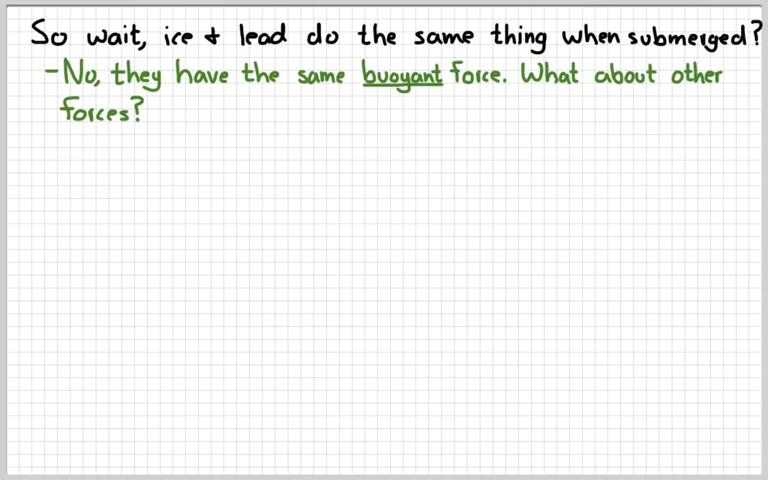 So wait, ice & lead do the same thing when submerged?
-No, they have the same buoyant force. What about other
forces?